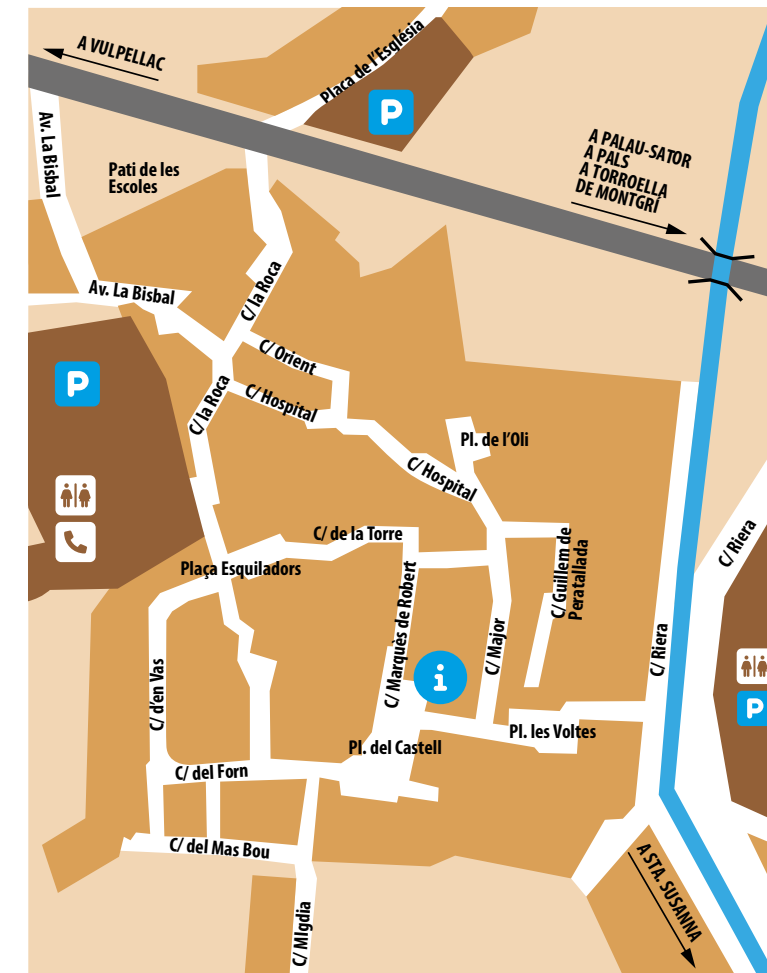 A VULPELLAC
Plaça de l'Església
P
Av. La Bisbal
Pati de les
Escoles
A PALAU-SATOR
A PALS
A TORROELLA
DE MONTGRÍ
Av. La Bisbal
C/ la Roca
C/ Orient
P
C/ la Roca
C/ Hospital
Pl. de l'Oli
C/ Hospital
C/ de la Torre
C/ Riera
Plaça Esquiladors
C/ Guillem de
Peratallada
C/ Marquès de Robert
C/ Major
C/ Riera
i
C/ d'en Vas
P
Pl. les Voltes
Pl. del Castell
C/ del Forn
C/ del Mas Bou
A STA. SUSANNA
C/ MIgdia